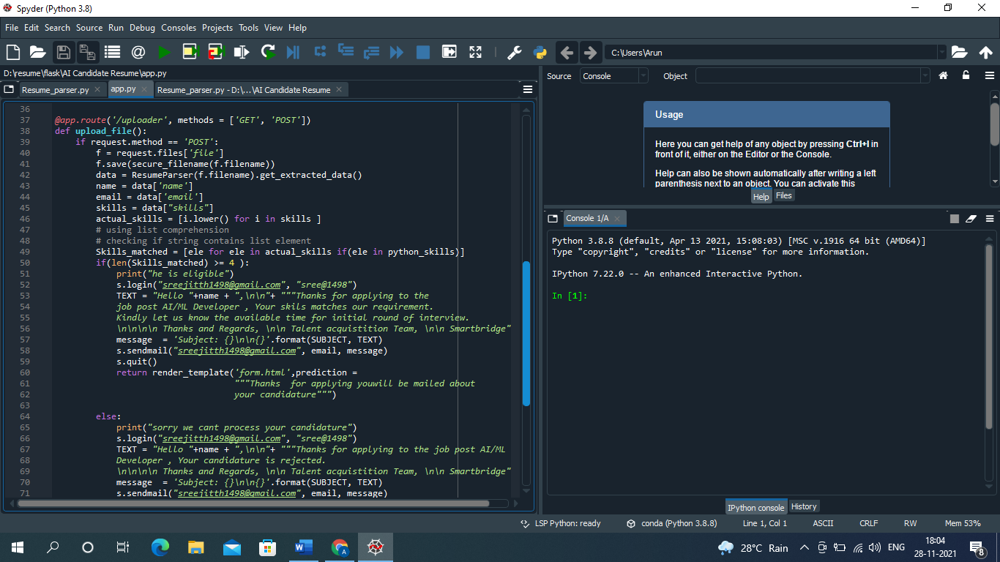 Spyder (Python 3.8)
File Edit Search Source Run Debug Consoles Projects Tools View Help
C:\Users\Arun
D:\resume\flask\AI Candidate Resume\app.py
Resume_parser.py app.py Resume_parser.py - D:\...\AI Candidate Resume
36
37 @app.route('/uploader', methods = ['GET', 'POST'])
38 def upload_file():
39 if request.method == 'POST':
40 f = request.files['file']
41 f.save(secure_filename(f.filename))
42 data = ResumeParser(f.filename).get_extracted_data()
43 name = data['name']
44 email = data['email']
45 skills = data["skills"]
46 actual_skills = [i.lower() for i in skills ]
47 # using list comprehension
48 # checking if string contains list element
49 Skills_matched = [ele for ele in actual_skills if(ele in python_skills)]
50 if(len(Skills_matched) >= 4 ):
51 print("he is eligible")
52 s.login("sreejitth1498@gmail.com", "sree@1498")
53 TEXT = "Hello "+name + ",\n\n"+ """Thanks for applying to the
54 job post AI/ML Developer , Your skils matches our requirement.
55 Kindly let us know the available time for initial round of interview.
56 \n\n\n\n Thanks and Regards, \n\n Talent acquistition Team, \n\n Smartbridge"
57 message = 'Subject: {}\n\n{}'.format(SUBJECT, TEXT)
58 s.sendmail("sreejitth1498@gmail.com", email, message)
59 s.quit()
60 return render_template('form.html',prediction =
61 """Thanks for applying youwill be mailed about
62 your candidature""")
63
64 else:
65 print("sorry we cant process your candidature")
66 s.login("sreejitth1498@gmail.com", "sree@1498")
67 TEXT = "Hello "+name + ",\n\n"+ """Thanks for applying to the job post AI/ML
68 Developer , Your candidature is rejected.
69 \n\n\n\n Thanks and Regards, \n\n Talent acquistition Team, \n\n Smartbridge"
70 message = 'Subject: {}\n\n{}'.format(SUBJECT, TEXT)
71 s.sendmail("sreejitth1498@gmail.com", email, message)
Source Console Object
Usage
Here you can get help of any object by pressing Ctrl+I in
front of it, either on the Editor or the Console.
Help can also be shown automatically after writing a left
parenthesis next to an object. You can activate this
Help Files
Console 1/A
Python 3.8.8 (default, Apr 13 2021, 15:08:03) [MSC v.1916 64 bit (AMD64)]
Type "copyright", "credits" or "license" for more information.
IPython 7.22.0 -- An enhanced Interactive Python.
In [1]:
IPython console History
LSP Python: ready conda (Python 3.8.8) Line 1, Col 1 ASCII CRLF RW Mem 53%
28°C Rain ENG 18:04
28-11-2021 8